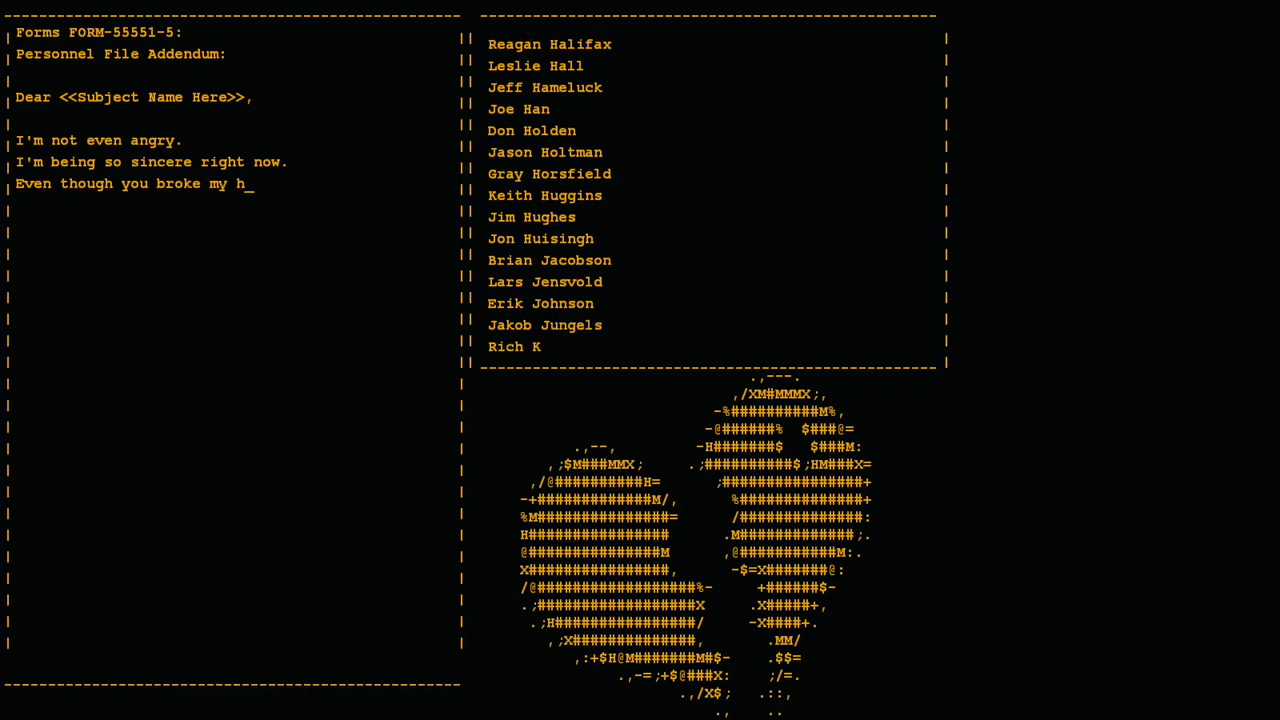 Forms FORM-55551-5:
Personnel File Addendum:
Dear <<Subject Name Here>>,
I'm not even angry.
I'm being so sincere right now.
Even though you broke my h_
Reagan Halifax
Leslie Hall
Jeff Hameluck
Joe Han
Don Holden
Jason Holtman
Gray Horsfield
Keith Huggins
Jim Hughes
Jon Huisingh
Brian Jacobson
Lars Jensvold
Erik Johnson
Jakob Jungels
Rich K